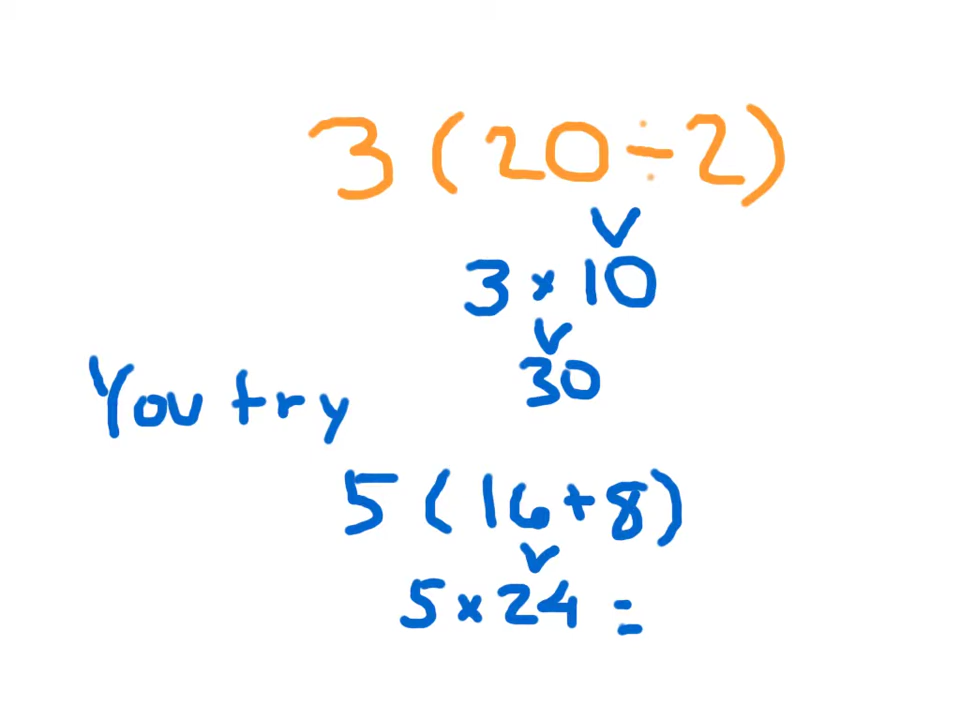 3 (20 ÷ 2)
3 × 10
30
You try
5 (16 + 8)
5 × 24 =